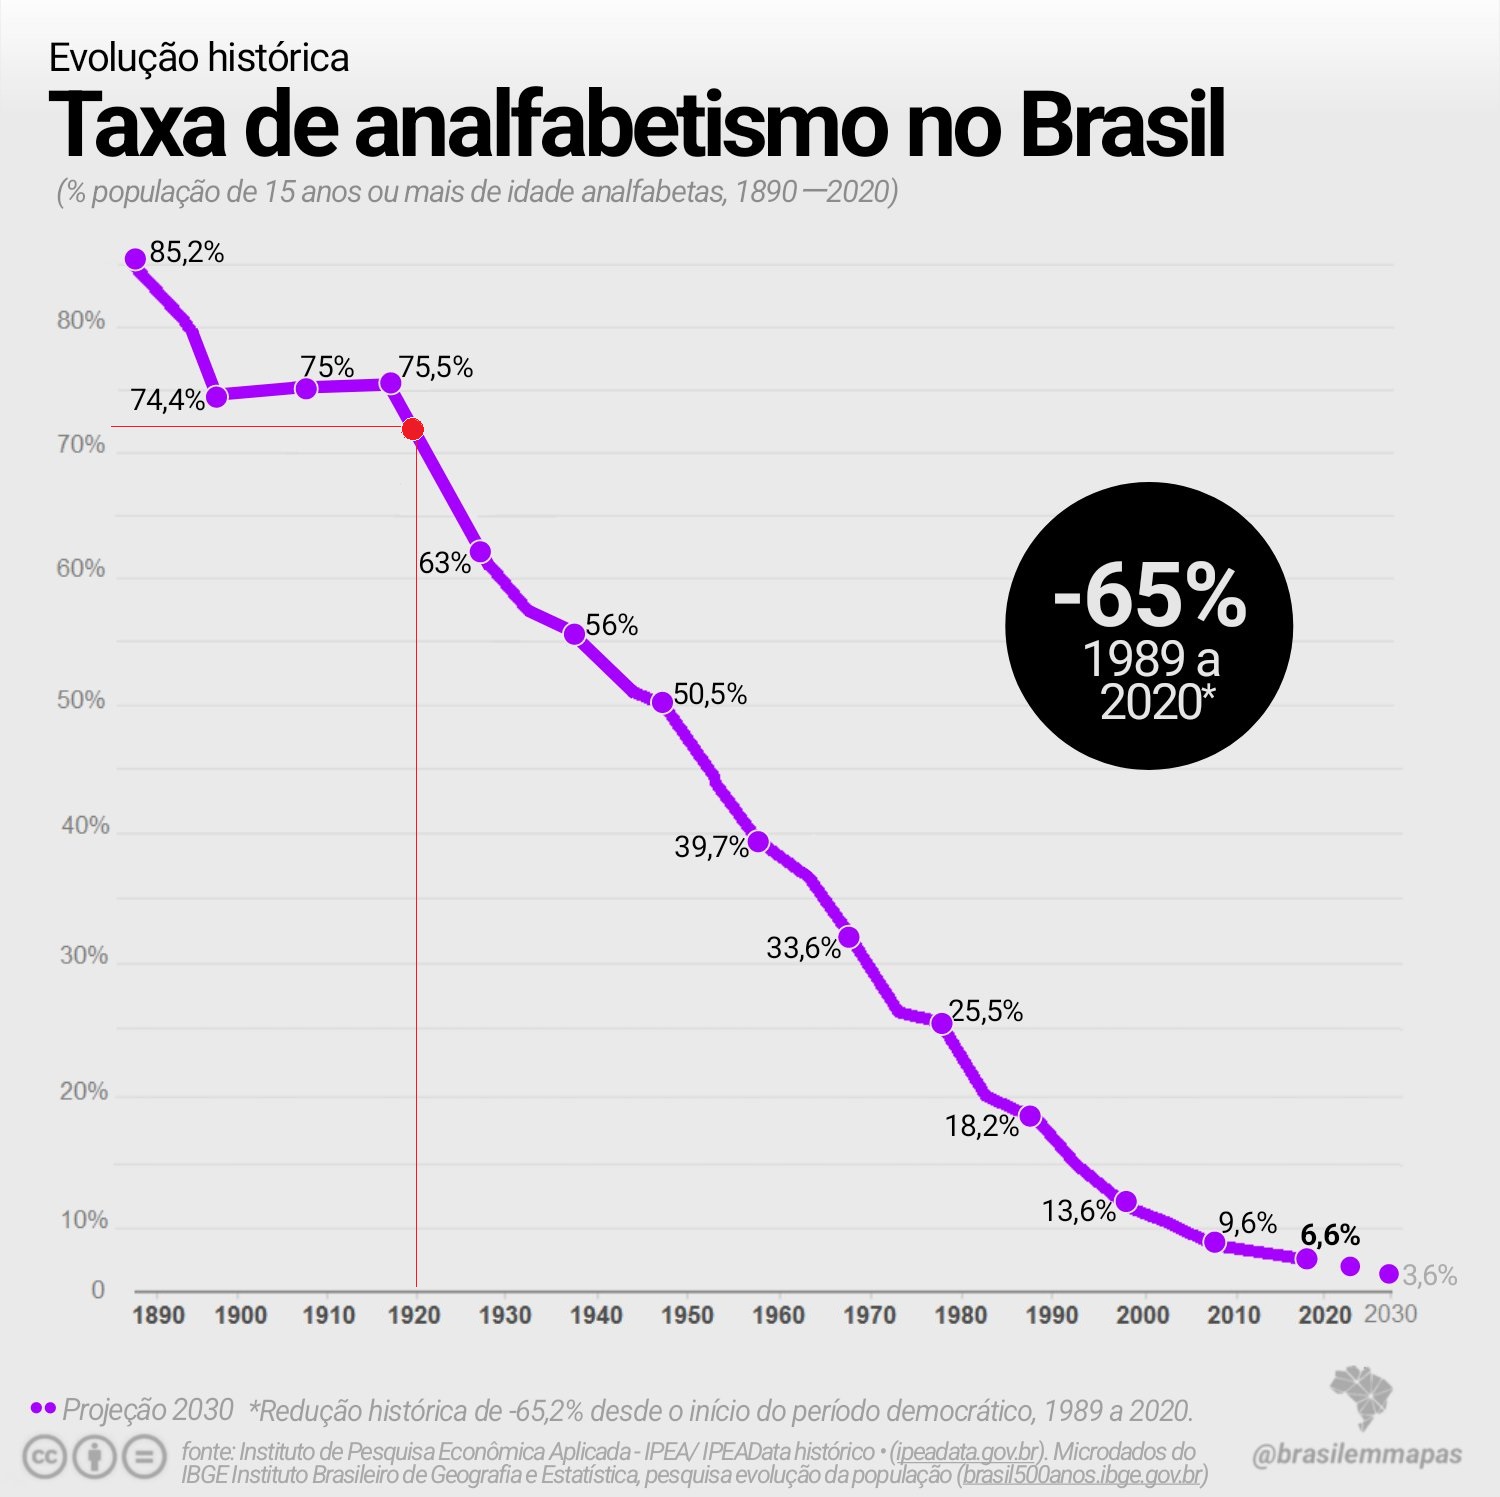 Evolução histórica
Taxa de analfabetismo no Brasil
(% população de 15 anos ou mais de idade analfabetas, 1890 —2020)
85,2%
80%
75%
75,5%
74,4%
70%
63%
60%
-65%
1989 a
2020*
56%
50%
50,5%
40%
39,7%
30%
33,6%
25,5%
20%
18,2%
10%
13,6%
9,6%
6,6%
3,6%
0
1890 1900 1910 1920 1930 1940 1950 1960 1970 1980 1990 2000 2010 2020 2030
Projeção 2030 *Redução histórica de -65,2% desde o início do período democrático, 1989 a 2020.
cc
fonte: Instituto de Pesquisa Econômica Aplicada - IPEA/ IPEAData histórico • (ipeadata.gov.br). Microdados do
IBGE Instituto Brasileiro de Geografia e Estatística, pesquisa evolução da população (brasil500anos.ibge.gov.br)
@brasilemmapas